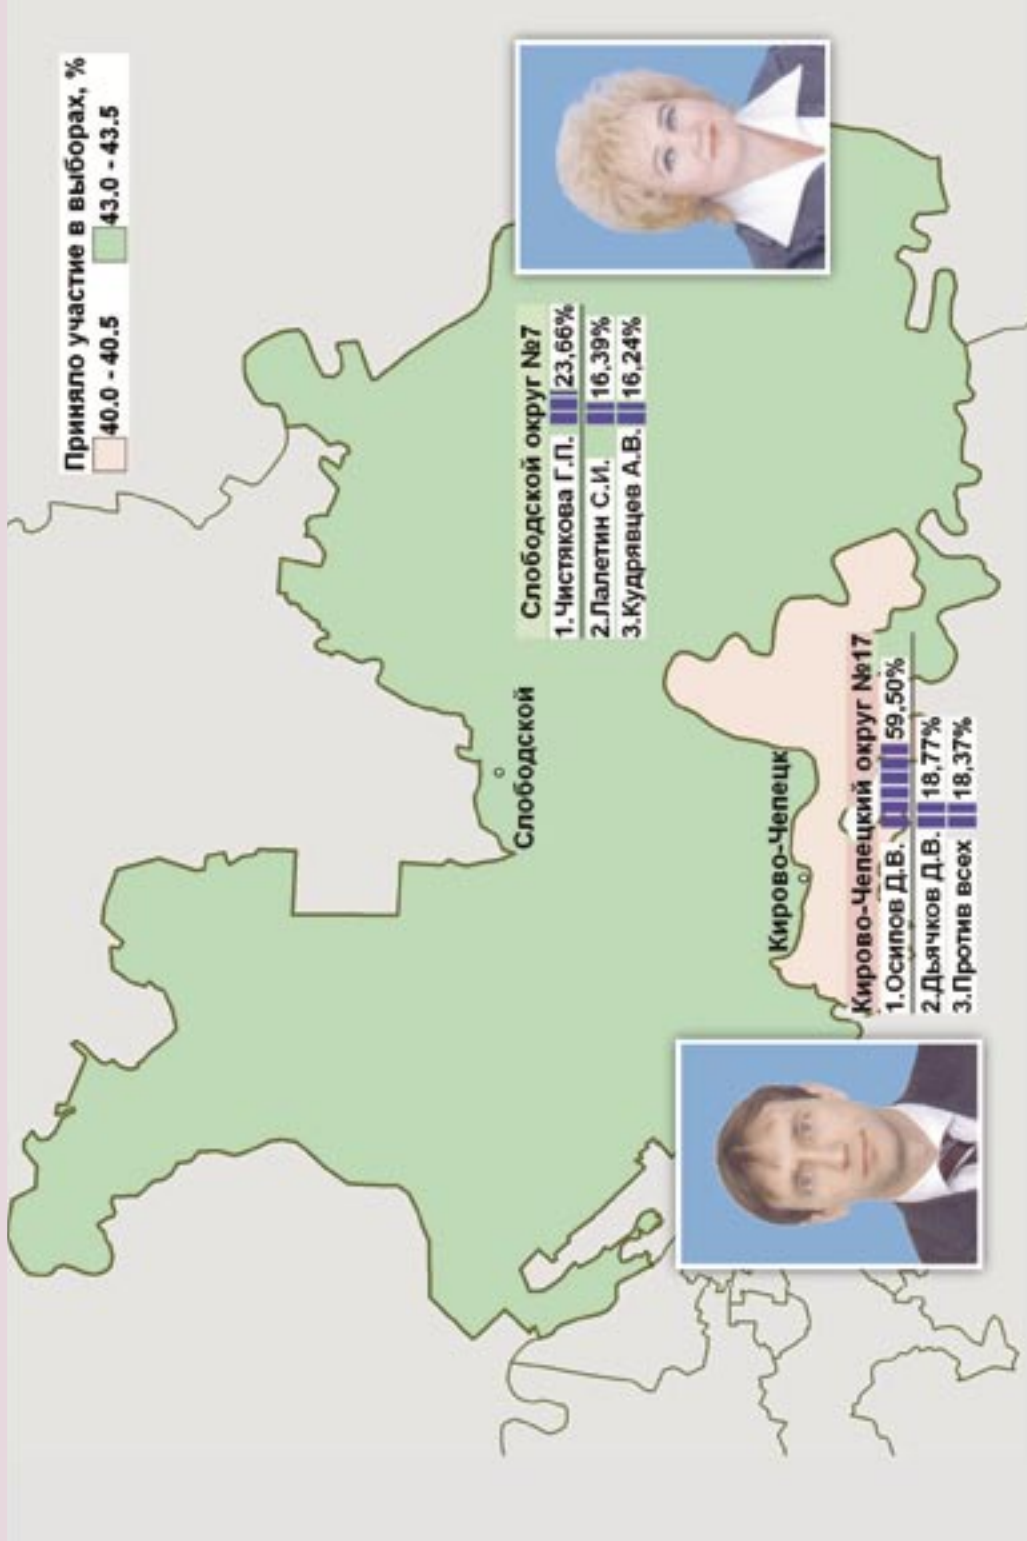 Приняло участие в выборах, %
40.0 - 40.5 43.0 - 43.5
Слободской округ №7
1.Чистякова Г.П. 23,66%
2.Лалетин С.И. 16,39%
3.Кудрявцев А.В. 16,24%
Слободской
Кирово-Чепецк
Кирово-Чепецкий округ №17
1.Осипов Д.В. 59,50%
2.Дьячков Д.В. 18,77%
3.Против всех 18,37%